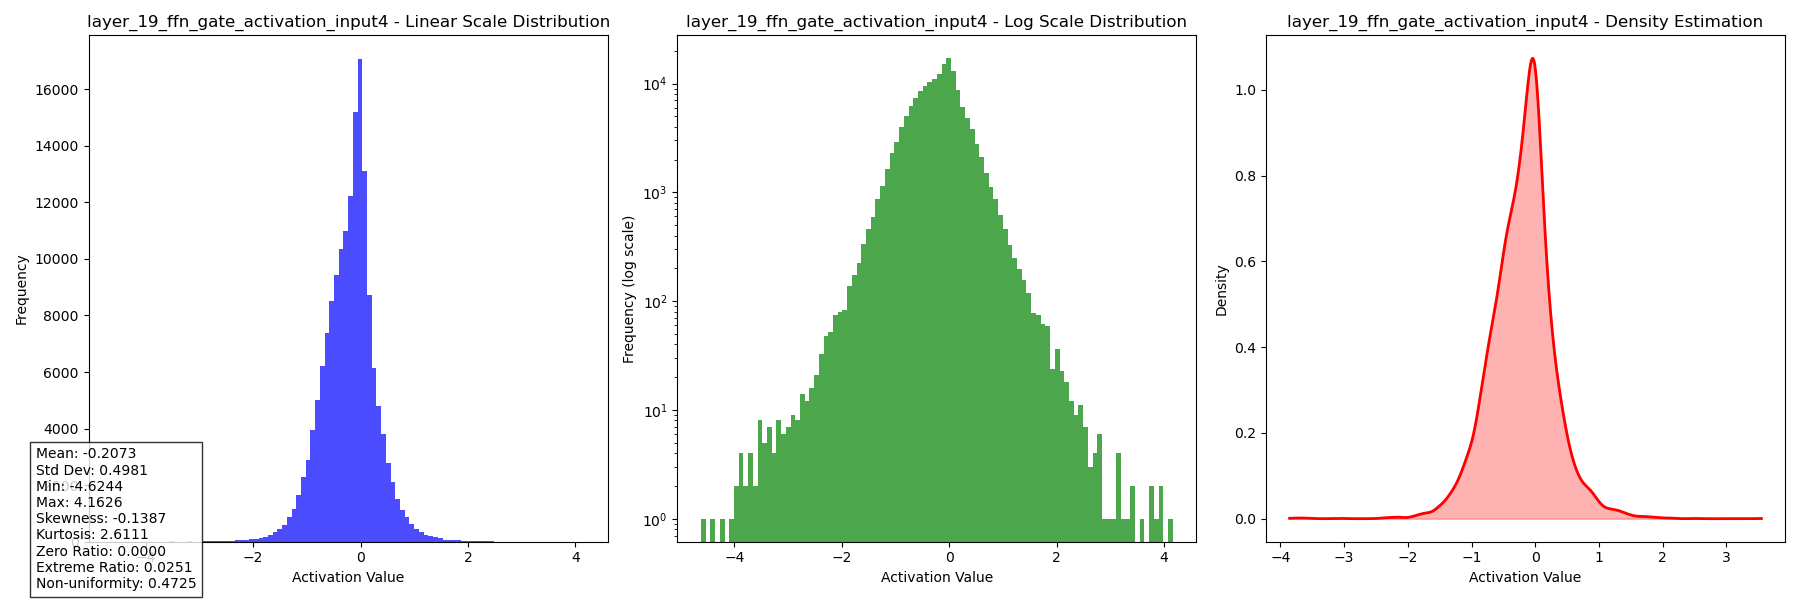 layer_19_ffn_gate_activation_input4 - Linear Scale Distribution
Frequency
16000
14000
12000
10000
8000
6000
4000
0
−2
0
2
4
Activation Value
Mean: -0.2073
Std Dev: 0.4981
Min: -4.6244
Max: 4.1626
Skewness: -0.1387
Kurtosis: 2.6111
Zero Ratio: 0.0000
Extreme Ratio: 0.0251
Non-uniformity: 0.4725
layer_19_ffn_gate_activation_input4 - Log Scale Distribution
Frequency (log scale)
10⁴
10³
10²
10¹
10⁰
−4
−2
0
2
4
Activation Value
layer_19_ffn_gate_activation_input4 - Density Estimation
Density
1.0
0.8
0.6
0.4
0.2
0.0
−4
−3
−2
−1
0
1
2
3
Activation Value